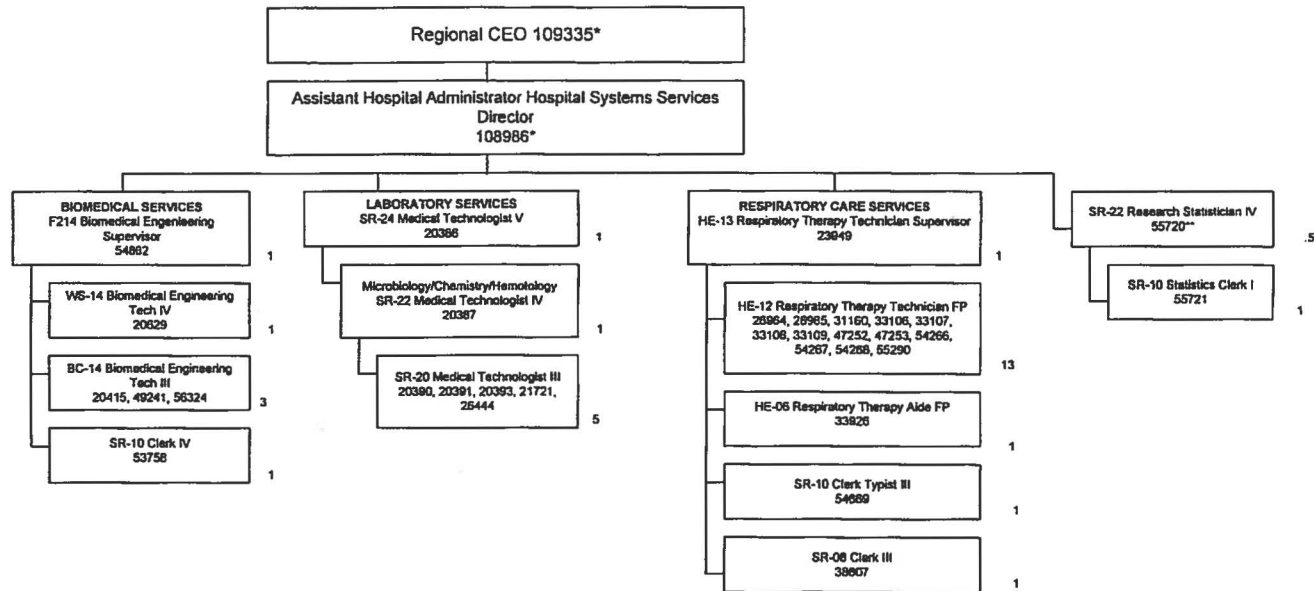 Regional CEO 109335*
Assistant Hospital Administrator Hospital Systems Services
Director
108986*
BIOMEDICAL SERVICES
F214 Biomedical Engenieering
Supervisor
54862
1
WS-14 Biomedical Engineering
Tech IV
20629
1
BC-14 Biomedical Engineering
Tech III
20415, 49241, 56324
3
SR-10 Clerk IV
53758
1
LABORATORY SERVICES
SR-24 Medical Technologist V
20386
1
Microbiology/Chemistry/Hemotology
SR-22 Medical Technologist IV
20387
1
SR-20 Medical Technologist III
20390, 20391, 20393, 21721,
26444
5
RESPIRATORY CARE SERVICES
HE-13 Respiratory Therapy Technician Supervisor
23949
1
HE-12 Respiratory Therapy Technician FP
26964, 26965, 31160, 33106, 33107,
33108, 33109, 47252, 47253, 54266,
54267, 54268, 55290
13
HE-06 Respiratory Therapy Aide FP
33926
1
SR-10 Clerk Typist III
54689
1
SR-08 Clerk III
38607
1
SR-22 Research Statistician IV
55720**
.5
SR-10 Statistics Clerk I
55721
1